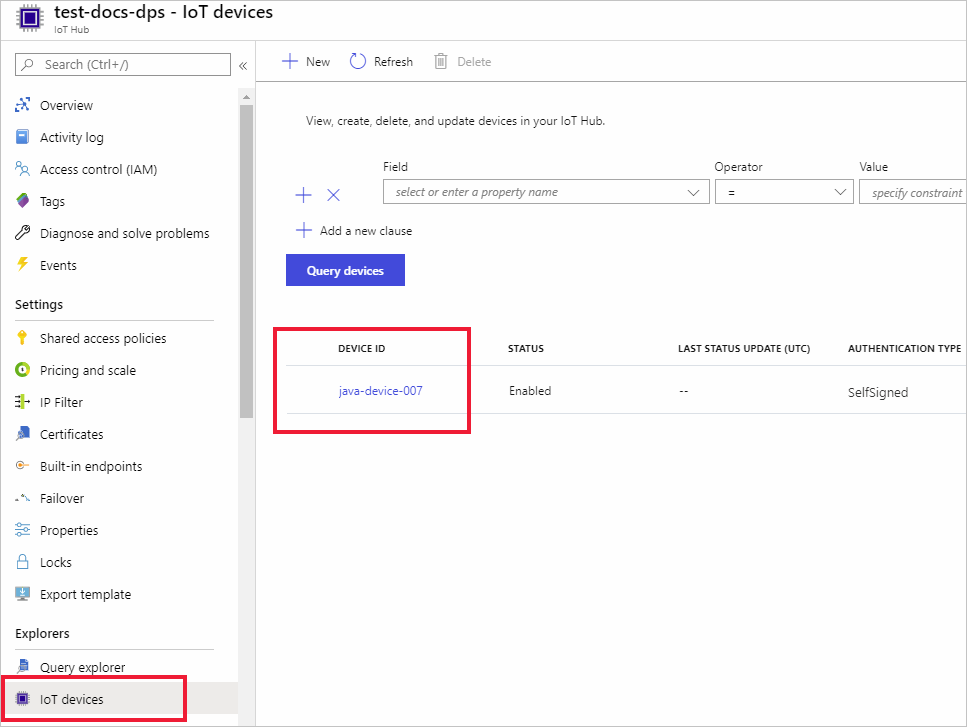 test-docs-dps - IoT devices
IoT Hub
Search (Ctrl+/)
«
Overview
Activity log
Access control (IAM)
Tags
Diagnose and solve problems
Events
Settings
Shared access policies
Pricing and scale
IP Filter
Certificates
Built-in endpoints
Failover
Properties
Locks
Export template
Explorers
Query explorer
IoT devices
New Refresh Delete
View, create, delete, and update devices in your IoT Hub.
Field Operator Value
select or enter a property name = specify constraint
Add a new clause
Query devices
DEVICE ID STATUS LAST STATUS UPDATE (UTC) AUTHENTICATION TYPE
java-device-007 Enabled -- SelfSigned